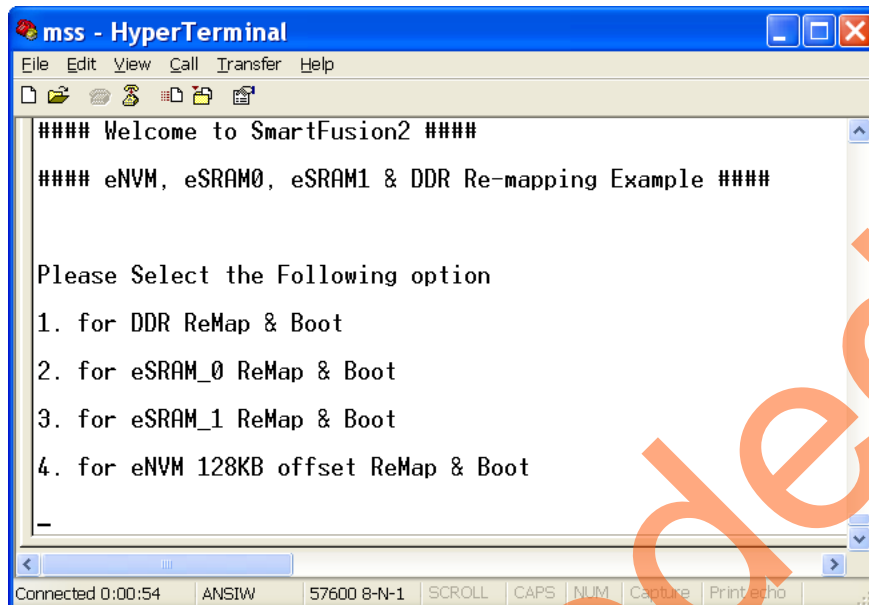 mss - HyperTerminal
File Edit View Call Transfer Help
#### Welcome to SmartFusion2 ####
#### eNVM, eSRAM0, eSRAM1 & DDR Re-mapping Example ####
Please Select the Following option
1. for DDR ReMap & Boot
2. for eSRAM_0 ReMap & Boot
3. for eSRAM_1 ReMap & Boot
4. for eNVM 128KB offset ReMap & Boot
_
Connected 0:00:54 ANSIW 57600 8-N-1 SCROLL CAPS NUM Capture Print echo